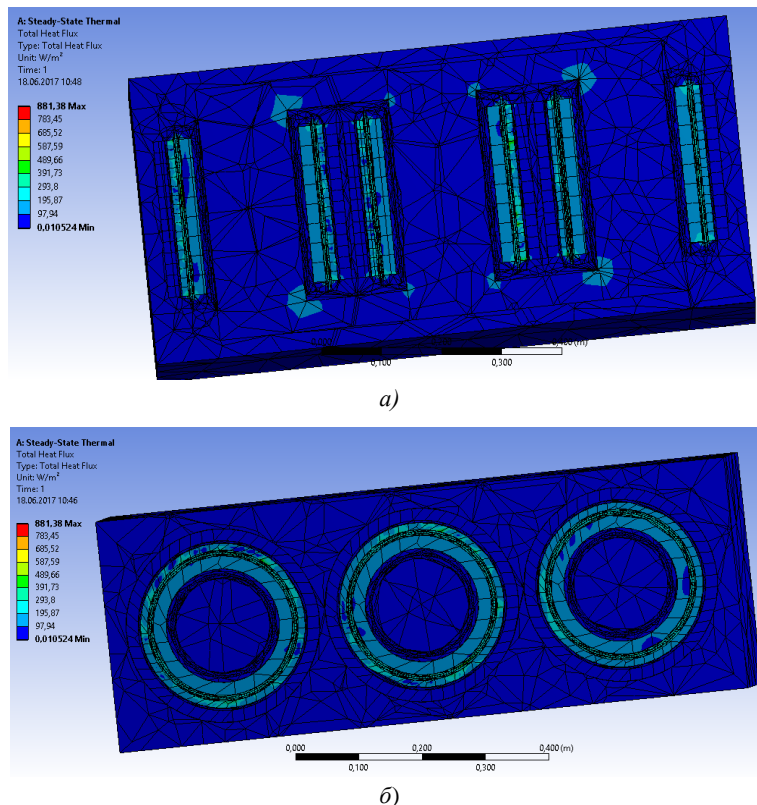 A: Steady-State Thermal
Total Heat Flux
Type: Total Heat Flux
Unit: W/m²
Time: 1
18.06.2017 10:48
881,38 Max
783,45
685,52
587,59
489,66
391,73
293,8
195,87
97,94
0,010524 Min
0,100
0,300
а)
A: Steady-State Thermal
Total Heat Flux
Type: Total Heat Flux
Unit: W/m²
Time: 1
18.06.2017 10:46
881,38 Max
783,45
685,52
587,59
489,66
391,73
293,8
195,87
97,94
0,010524 Min
0,000 0,200 0,400 (m)
0,100 0,300
б)